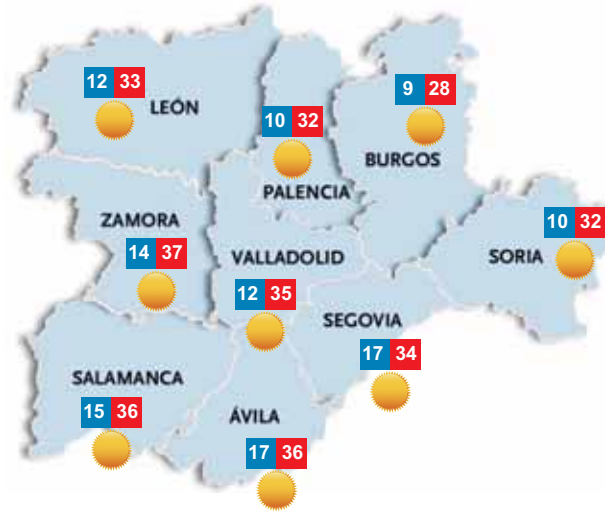 12 33
LEÓN
9 28
BURGOS
10 32
PALENCIA
ZAMORA
14 37
VALLADOLID
12 35
10 32
SORIA
SEGOVIA
17 34
SALAMANCA
15 36
ÁVILA
17 36